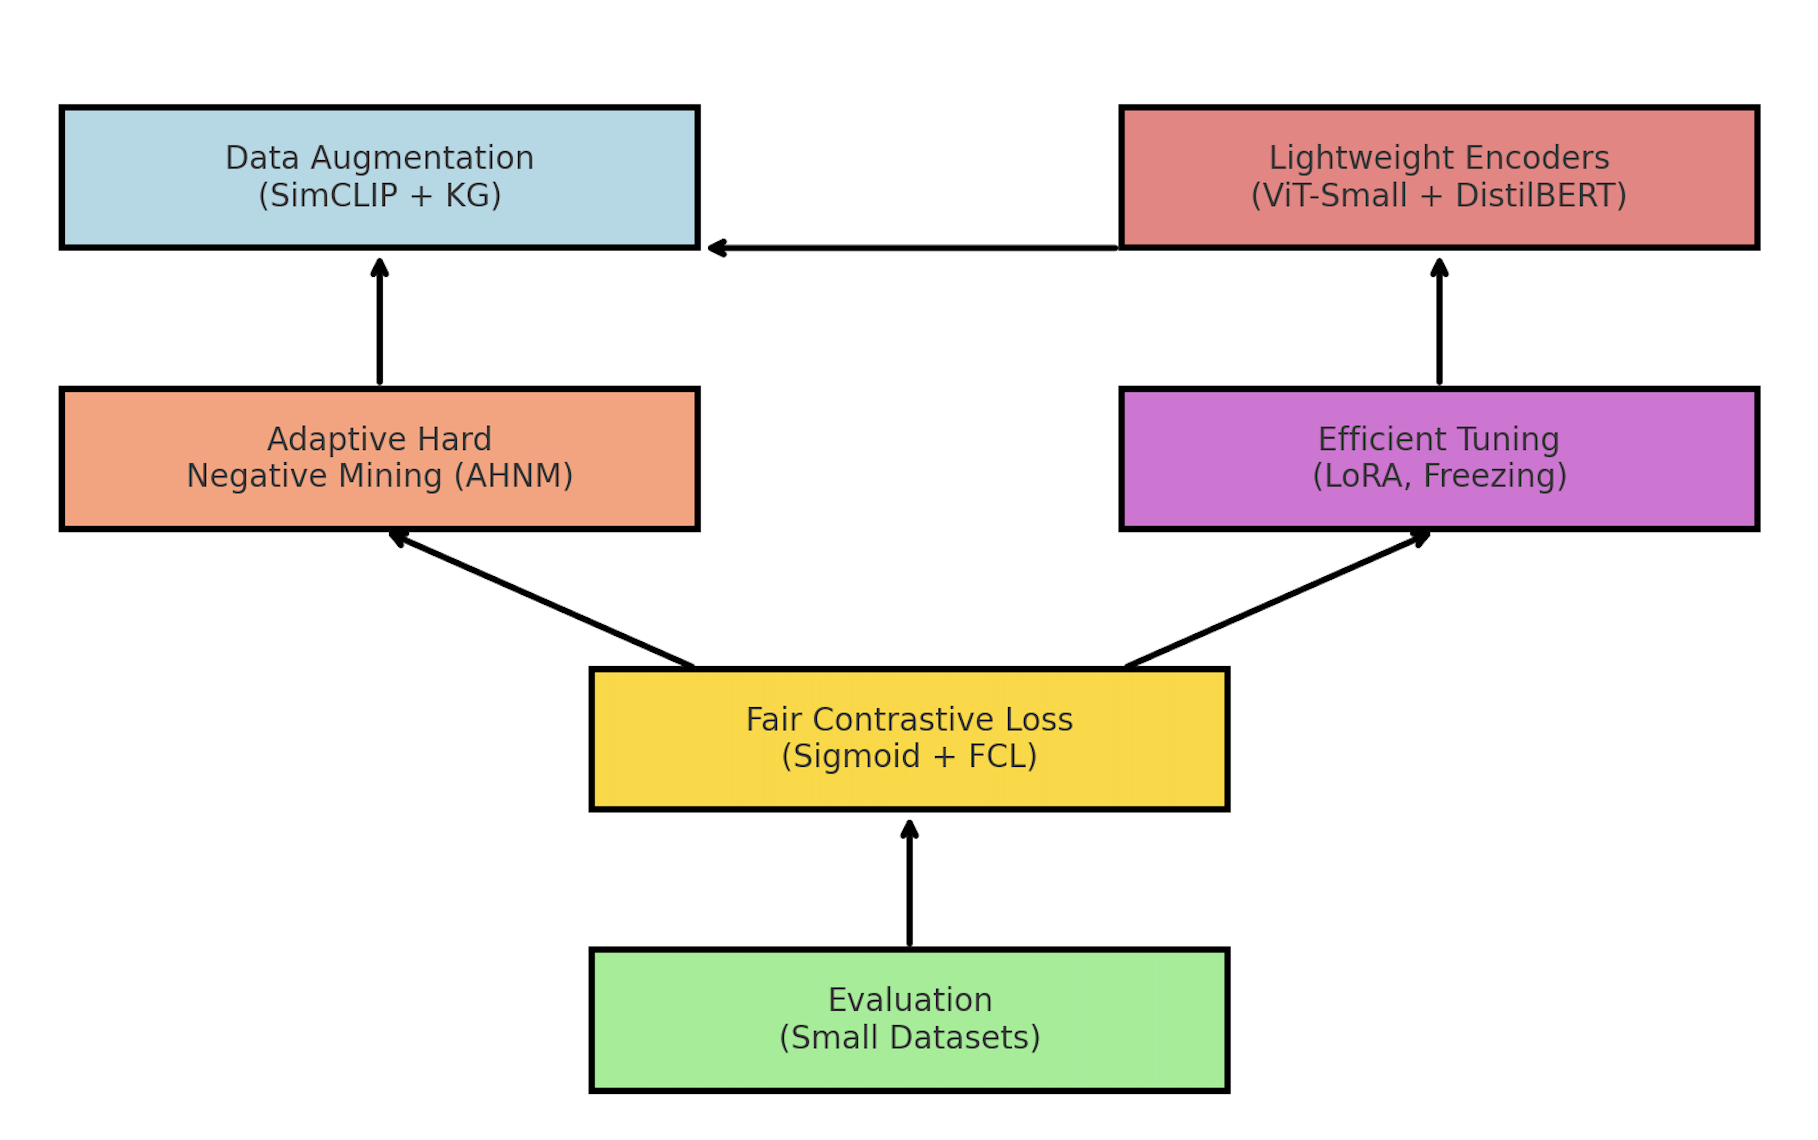 Data Augmentation
(SimCLIP + KG)
Lightweight Encoders
(ViT-Small + DistilBERT)
Adaptive Hard
Negative Mining (AHNM)
Efficient Tuning
(LoRA, Freezing)
Fair Contrastive Loss
(Sigmoid + FCL)
Evaluation
(Small Datasets)